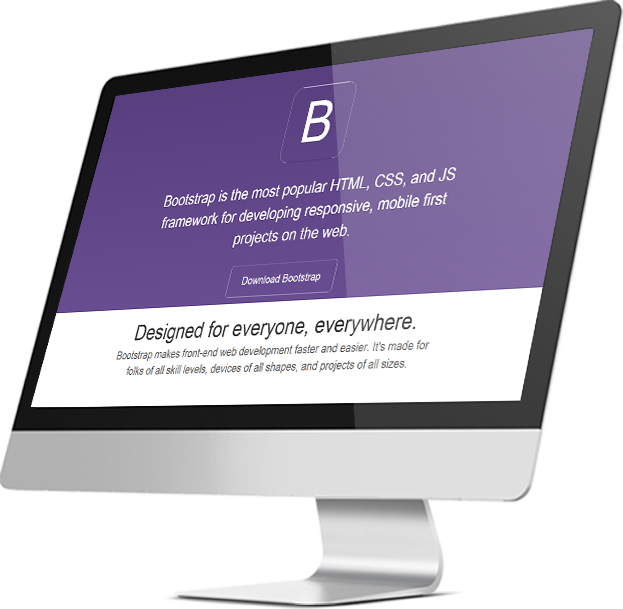 B
Bootstrap is the most popular HTML, CSS, and JS
framework for developing responsive, mobile first
projects on the web.
Download Bootstrap
Designed for everyone, everywhere.
Bootstrap makes front-end web development faster and easier. It's made for
folks of all skill levels, devices of all shapes, and projects of all sizes.